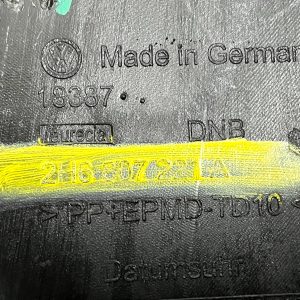 Made in German
18387
Faurecia DNB
> PP+EPMD-TD10 <
Datumsuhr